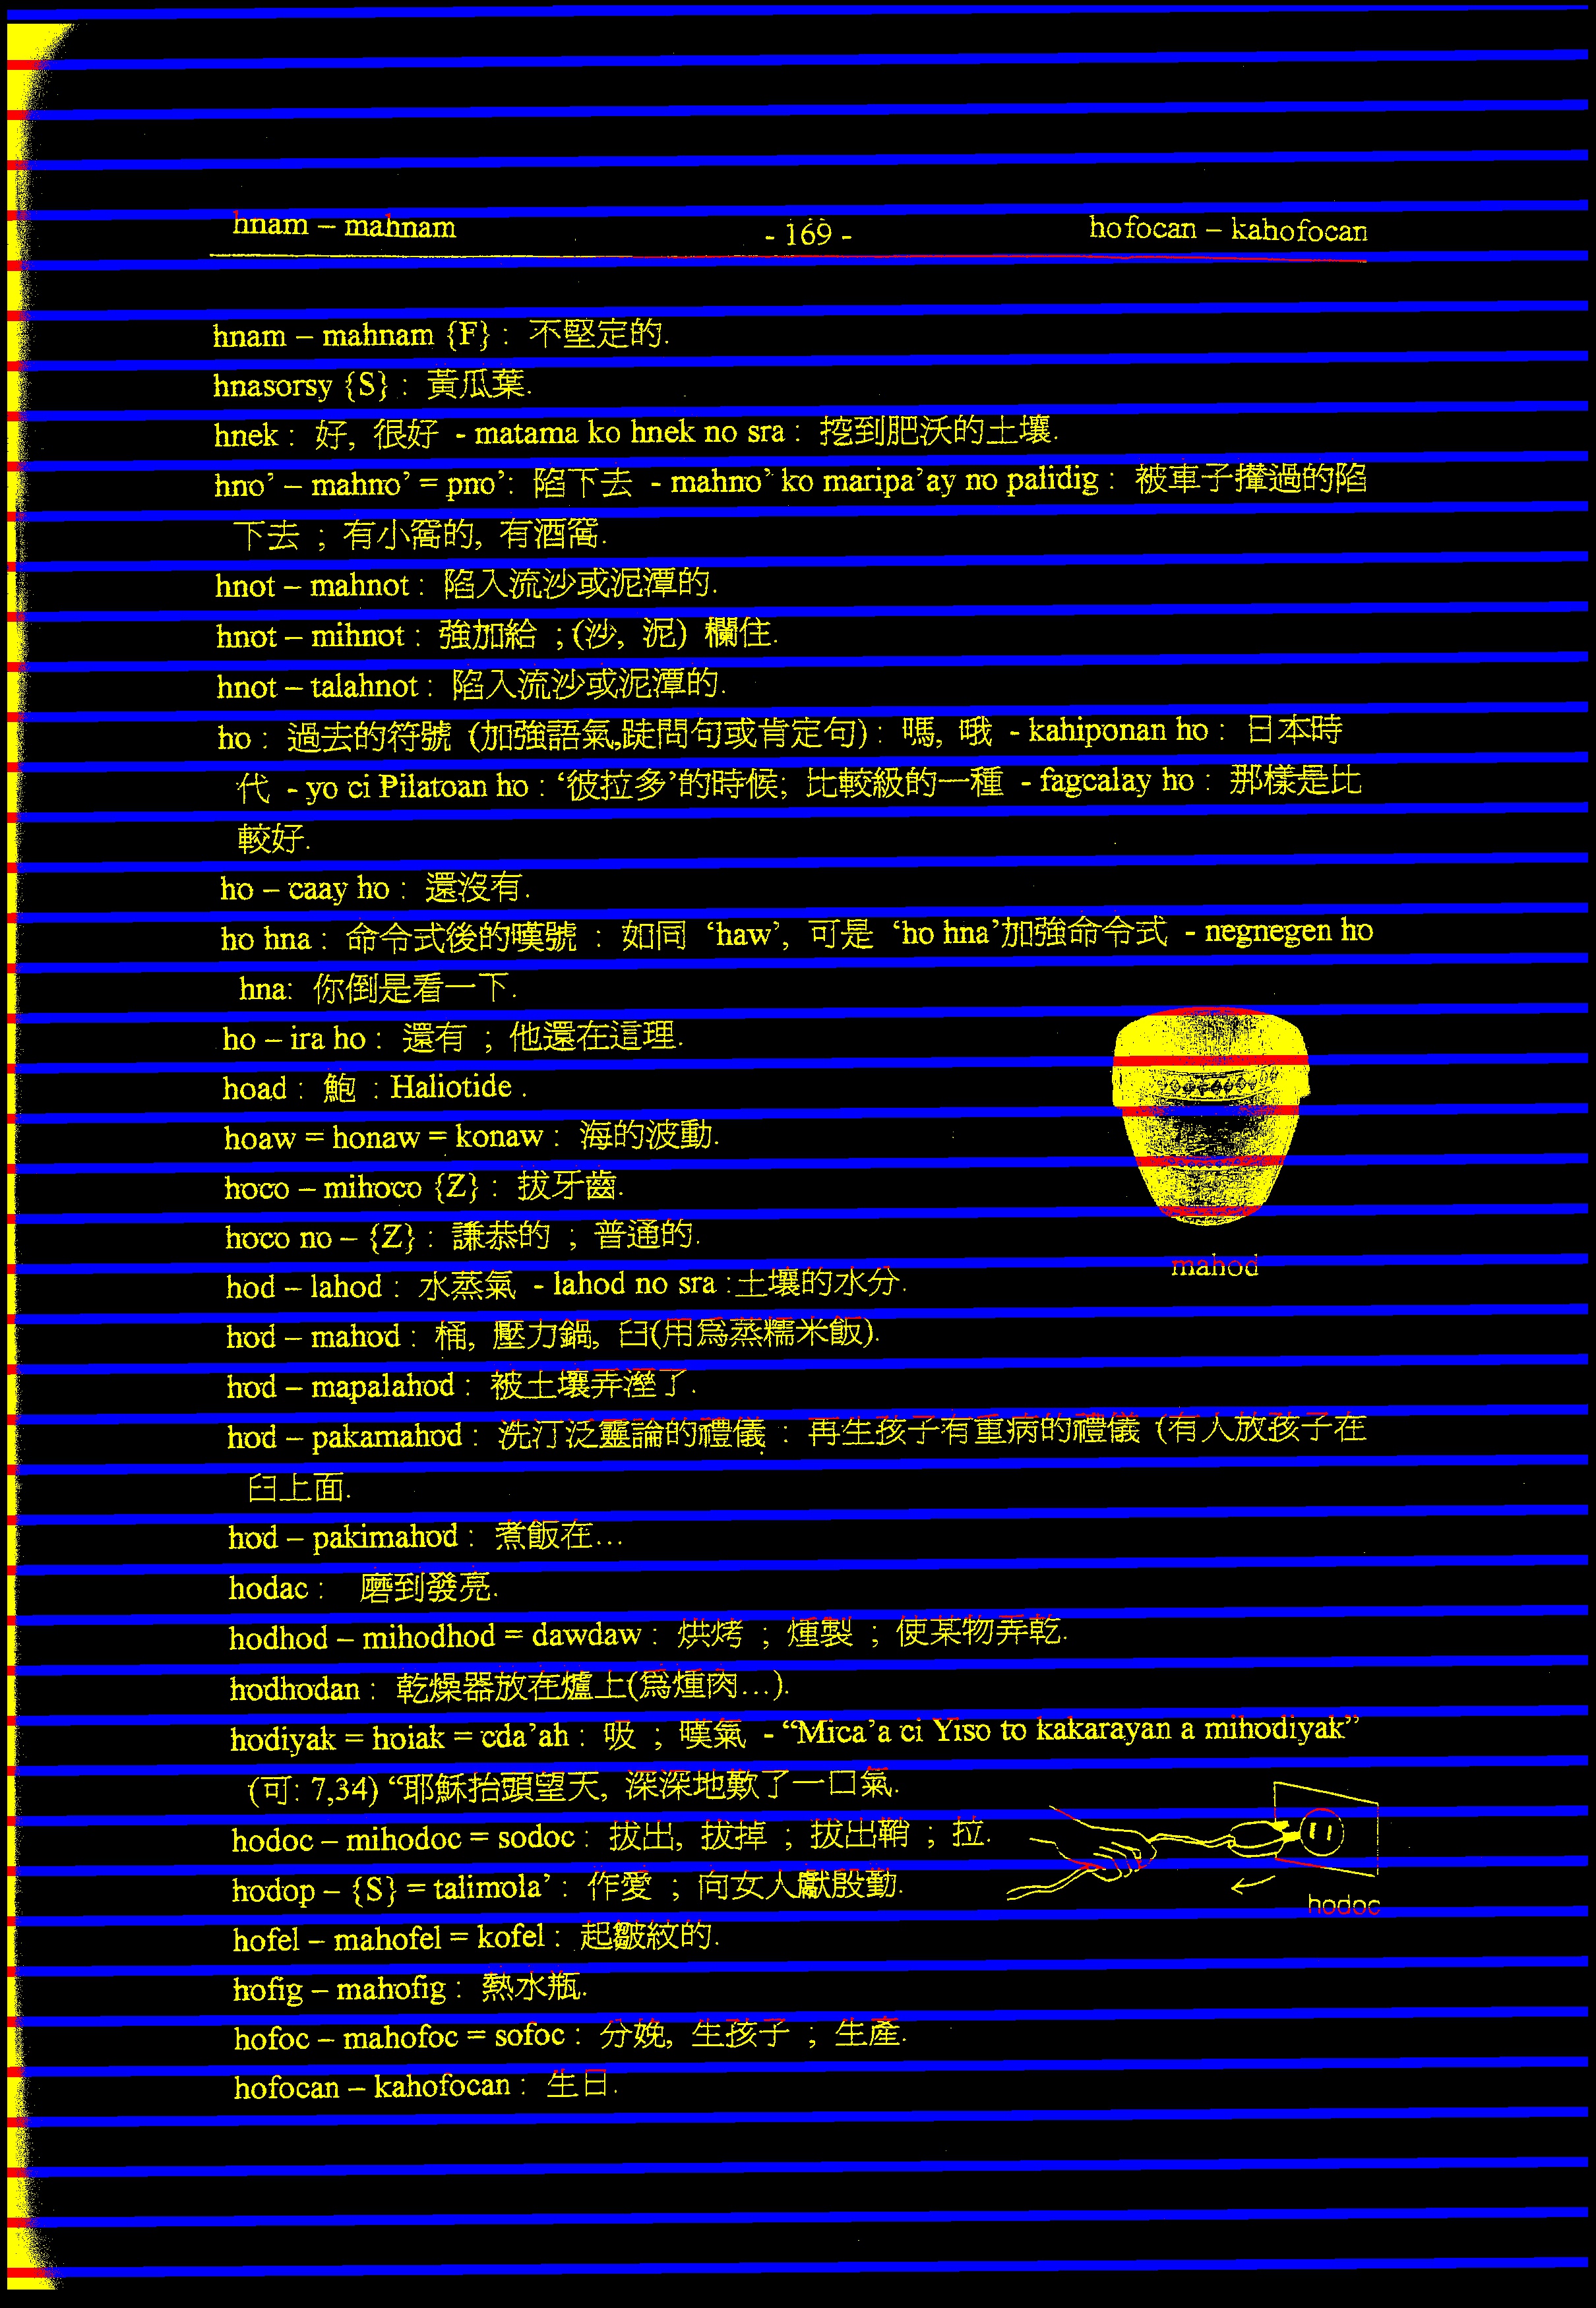 hnam – mahnam - 169 - hofocan – kahofocan
hnam – mahnam {F} : 不堅定的.
hnasorsy {S} : 黃瓜葉.
hnek : 好, 很好 - matama ko hnek no sra : 挖到肥沃的土壤.
hno’ – mahno’ = pno’: 陷下去 - mahno’ ko maripa’ay no palidig : 被車子攆過的陷
下去 ; 有小窩的, 有酒窩.
hnot – mahnot : 陷入流沙或泥潭的.
hnot – mihnot : 強加給 ; (沙, 泥) 欄住.
hnot – talahnot : 陷入流沙或泥潭的.
ho : 過去的符號 (加強語氣,疑問句或肯定句) : 嗎, 哦 - kahiponan ho : 日本時
代 - yo ci Pilatoan ho : ‘彼拉多’的時候; 比較級的一種 - fagcalay ho : 那樣是比
較好.
ho – caay ho : 還沒有.
ho hna : 命令式後的嘆號 : 如同 ‘haw’, 可是 ‘ho hna’加強命令式 - negnegen ho
hna: 你倒是看一下.
ho – ira ho : 還有 ; 他還在這理.
hoad : 鮑 : Haliotide .
hoaw = honaw = konaw : 海的波動.
hoco – mihoco {Z} : 拔牙齒.
hoco no – {Z} : 謙恭的 ; 普通的.
mahod
hod – lahod : 水蒸氣 - lahod no sra :土壤的水分.
hod – mahod : 桶, 壓力鍋, 臼(用爲蒸糯米飯).
hod – mapalahod : 被土壤弄溼了.
hod – pakamahod : 洗汀泛靈論的禮儀 : 再生孩子有重病的禮儀 (有人放孩子在
臼上面.
hod – pakimahod : 煮飯在…
hodac : 磨到發亮.
hodhod – mihodhod = dawdaw : 烘烤 ; 煙製 ; 使某物弄乾.
hodhodan : 乾燥器放在爐上(爲煙肉…).
hodiyak = hoiak = cda’ah : 吸 ; 嘆氣 - “Mica’a ci Yiso to kakarayan a mihodiyak”
(可: 7,34) “耶穌抬頭望天, 深深地歎了一口氣.
hodoc – mihodoc = sodoc : 拔出, 拔掉 ; 拔出鞘 ; 拉.
hodop – {S} = talimola’ : 作愛 ; 向女人獻殷勤.
hodoc
hofel – mahofel = kofel : 起皺紋的.
hofig – mahofig : 熱水瓶.
hofoc – mahofoc = sofoc : 分娩, 生孩子 ; 生產.
hofocan – kahofocan : 生日.